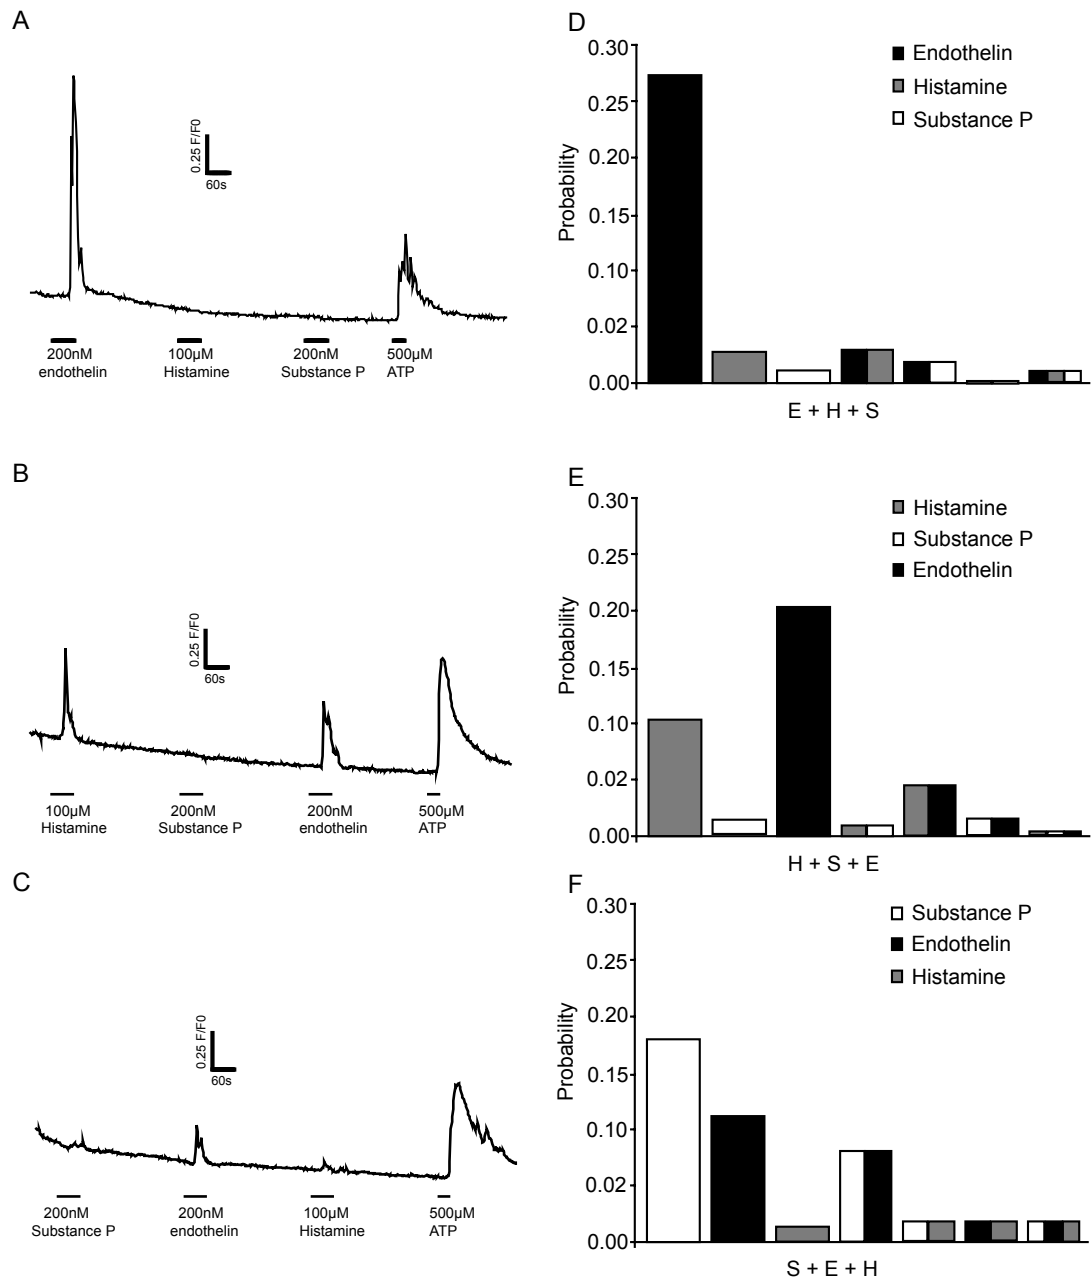 A
0.25 F/F0
60s
200nM
endothelin
100µM
Histamine
200nM
Substance P
500µM
ATP
D
0.30
0.25
0.20
0.15
0.10
0.02
0.00
Probability
Endothelin
Histamine
Substance P
E + H + S
B
0.25 F/F0
60s
100µM
Histamine
200nM
Substance P
200nM
endothelin
500µM
ATP
E
0.30
0.25
0.20
0.15
0.10
0.02
0.00
Probability
Histamine
Substance P
Endothelin
H + S + E
C
0.25 F/F0
60s
200nM
Substance P
200nM
endothelin
100µM
Histamine
500µM
ATP
F
0.30
0.25
0.20
0.15
0.10
0.02
0.00
Probability
Substance P
Endothelin
Histamine
S + E + H